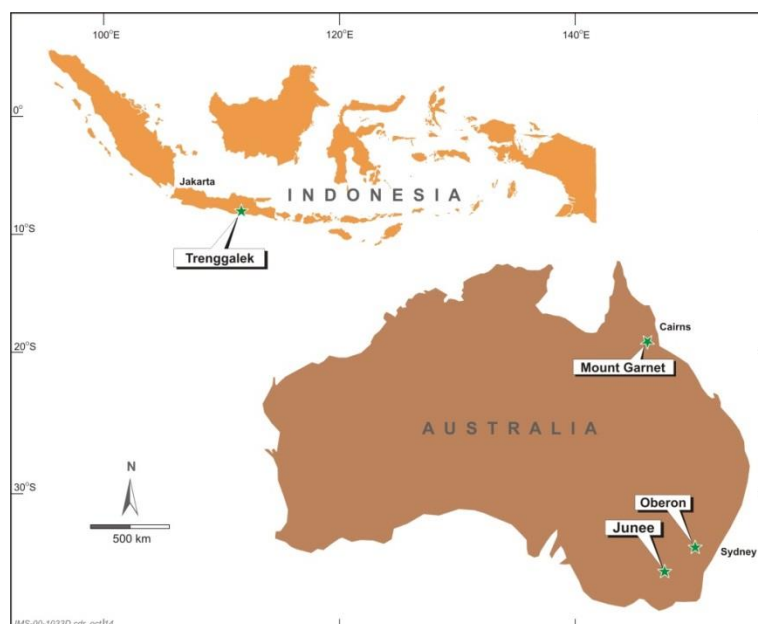 100°E 120°E 140°E
0°
Jakarta
INDONESIA
10°S
Trenggalek
Cairns
20°S
Mount Garnet
AUSTRALIA
N
30°S
Oberon
500 km
Junee
Sydney